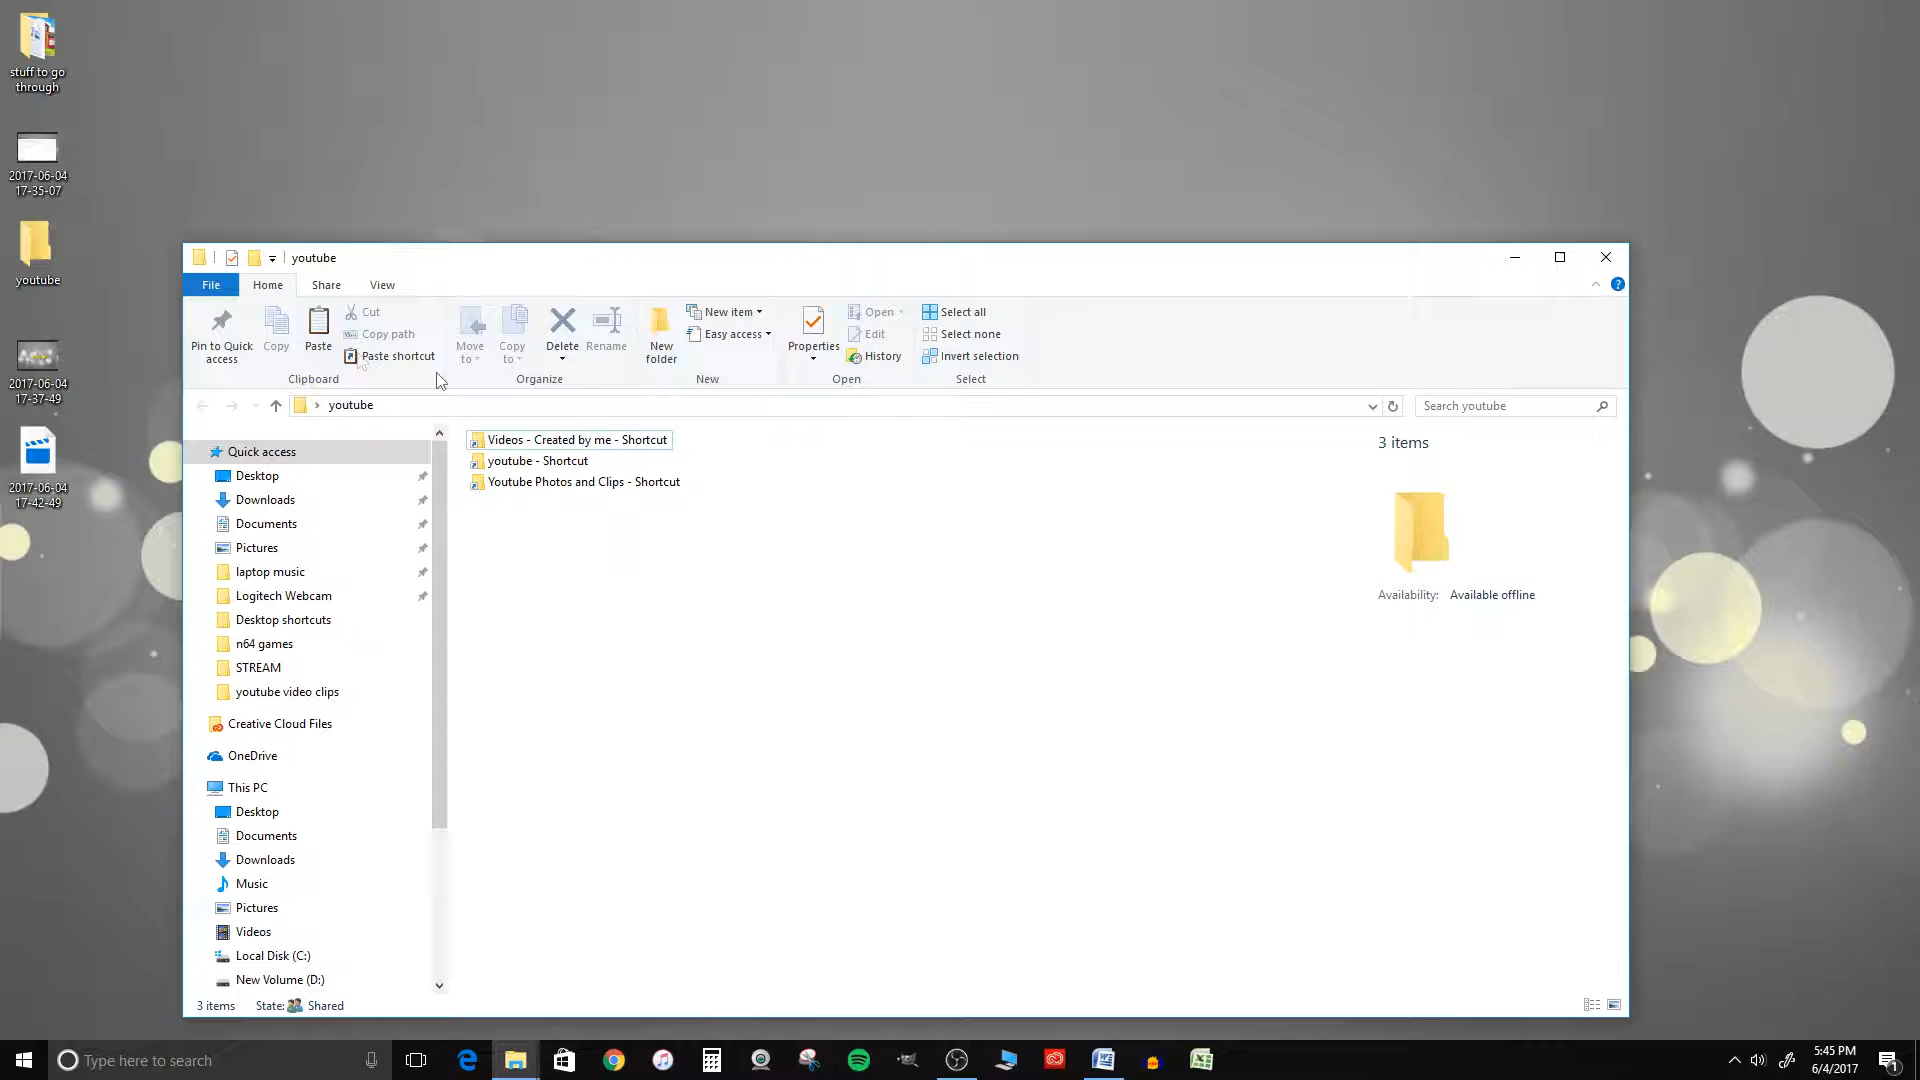 stuff to go
through
2017-06-04
17-35-07
youtube
2017-06-04
17-37-49
2017-06-04
17-42-49
youtube
File Home Share View
Pin to Quick
access
Copy
Paste
Cut
Copy path
Paste shortcut
Clipboard
Move
to
Copy
to
Delete
Rename
Organize
New
folder
New item
Easy access
New
Properties
Open
Edit
History
Open
Select all
Select none
Invert selection
Select
youtube
Search youtube
Quick access
Desktop
Downloads
Documents
Pictures
laptop music
Logitech Webcam
Desktop shortcuts
n64 games
STREAM
youtube video clips
Creative Cloud Files
OneDrive
This PC
Desktop
Documents
Downloads
Music
Pictures
Videos
Local Disk (C:)
New Volume (D:)
Videos - Created by me - Shortcut
youtube - Shortcut
Youtube Photos and Clips - Shortcut
3 items
Availability: Available offline
3 items State: Shared
Type here to search
5:45 PM
6/4/2017
1